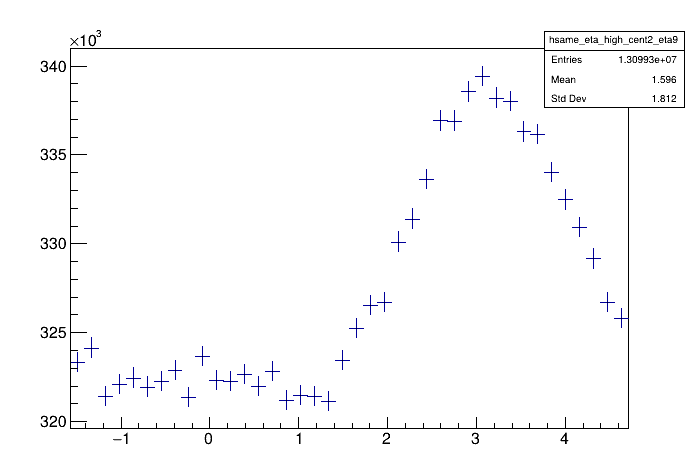 ×10³
hsame_eta_high_cent2_eta9
Entries 1.30993e+07
Mean 1.596
Std Dev 1.812
340
335
330
325
320
−1 0 1 2 3 4